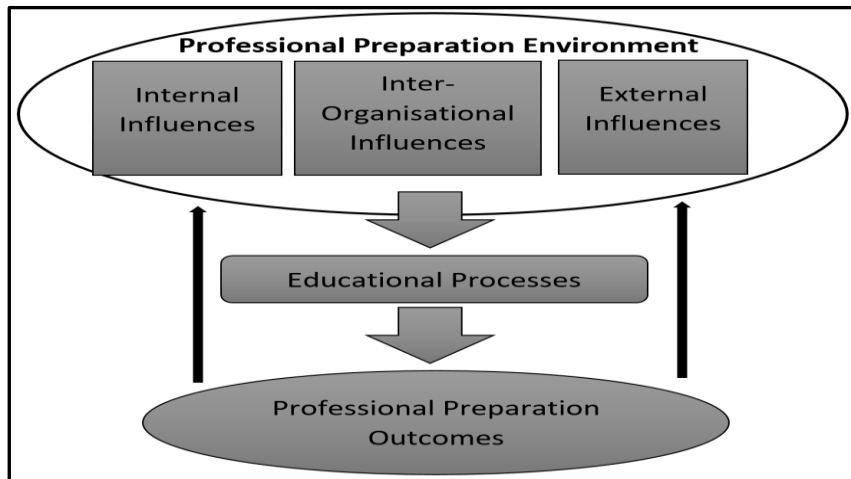 Professional Preparation Environment
Internal
Influences
Inter-
Organisational
Influences
External
Influences
Educational Processes
Professional Preparation
Outcomes